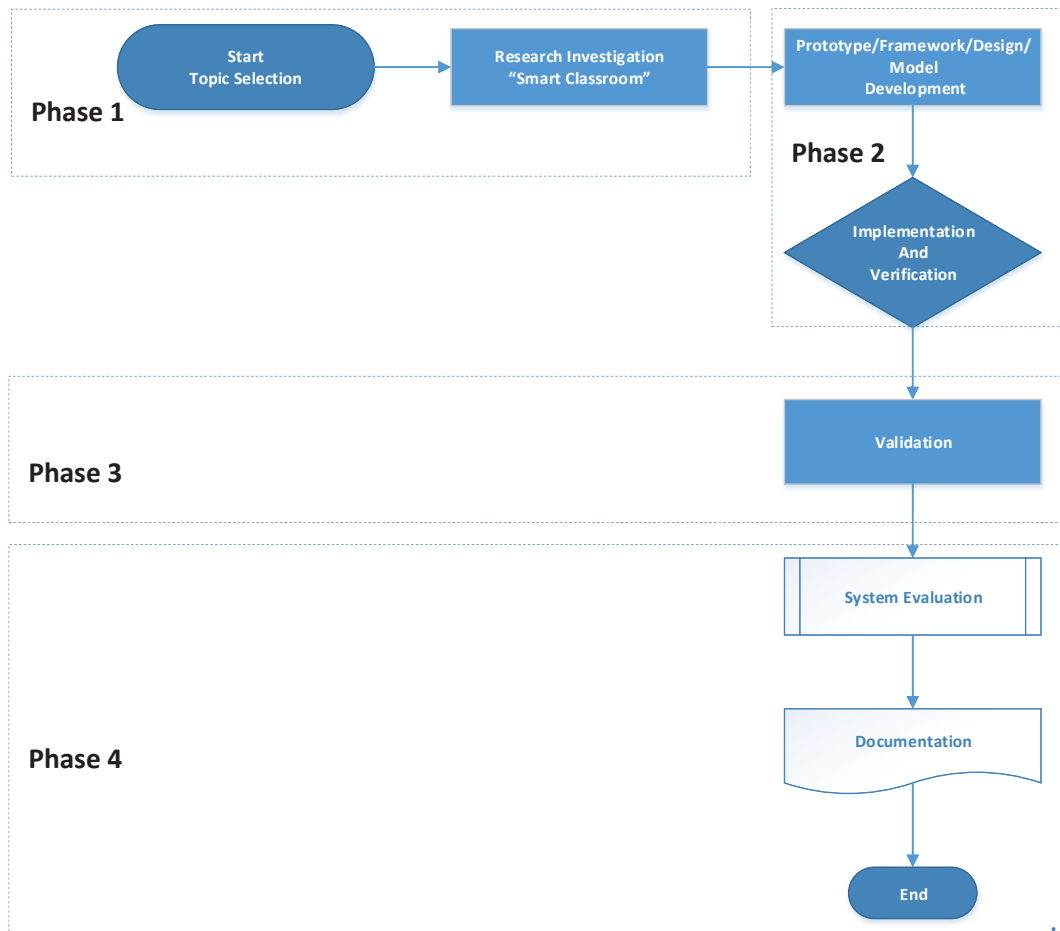 Start
Topic Selection
Research Investigation
“Smart Classroom”
Prototype/Framework/Design/
Model
Development
Phase 1
Phase 2
Implementation
And
Verification
Validation
Phase 3
System Evaluation
Documentation
Phase 4
End